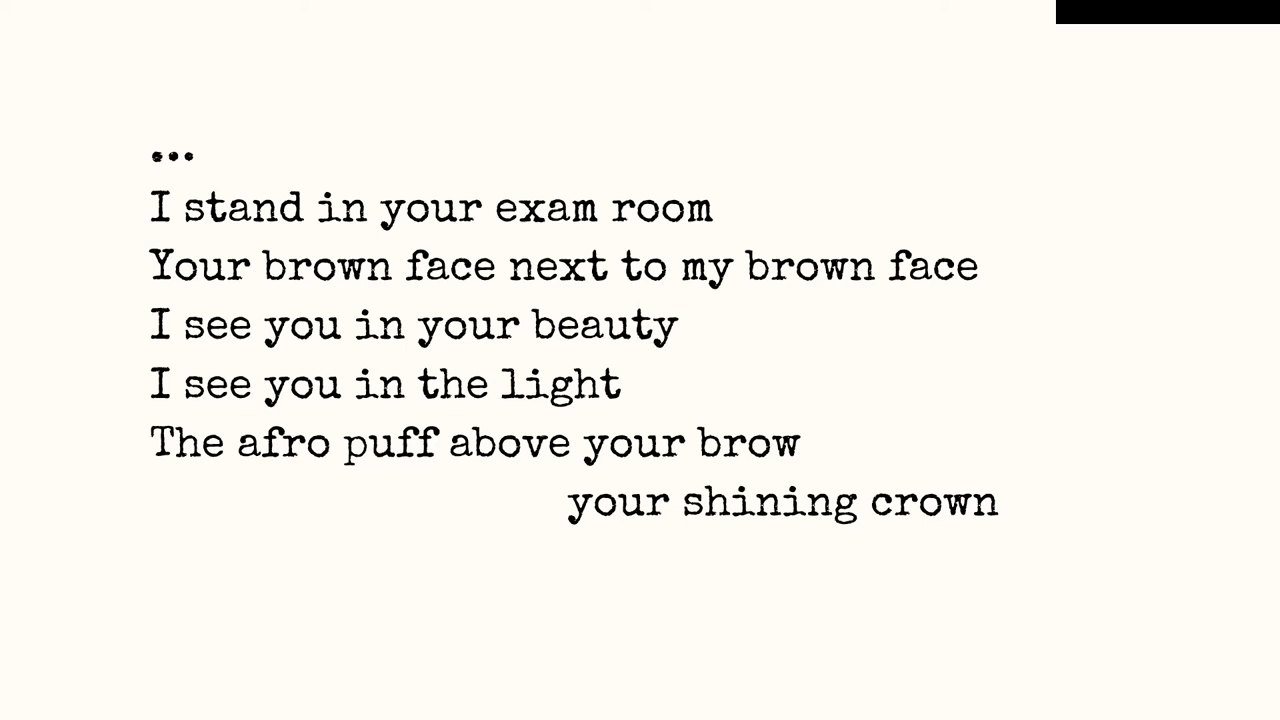 ...
I stand in your exam room
Your brown face next to my brown face
I see you in your beauty
I see you in the light
The afro puff above your brow
your shining crown